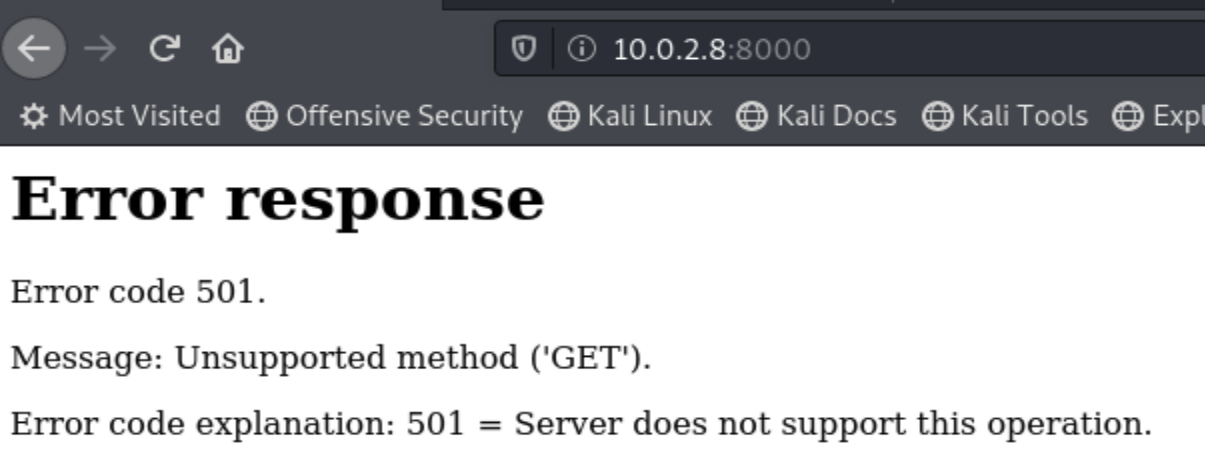 10.0.2.8:8000
Most Visited Offensive Security Kali Linux Kali Docs Kali Tools Expl
Error response
Error code 501.
Message: Unsupported method ('GET').
Error code explanation: 501 = Server does not support this operation.